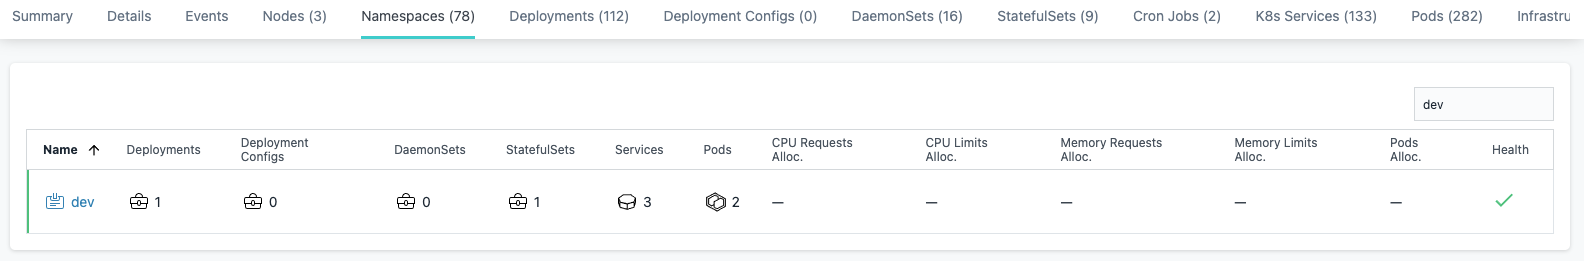 Summary Details Events Nodes (3) Namespaces (78) Deployments (112) Deployment Configs (0) DaemonSets (16) StatefulSets (9) Cron Jobs (2) K8s Services (133) Pods (282) Infrastru
dev
Name Deployments Deployment Configs DaemonSets StatefulSets Services Pods CPU Requests Alloc. CPU Limits Alloc. Memory Requests Alloc. Memory Limits Alloc. Pods Alloc. Health
dev 1 0 0 1 3 2 — — — — —